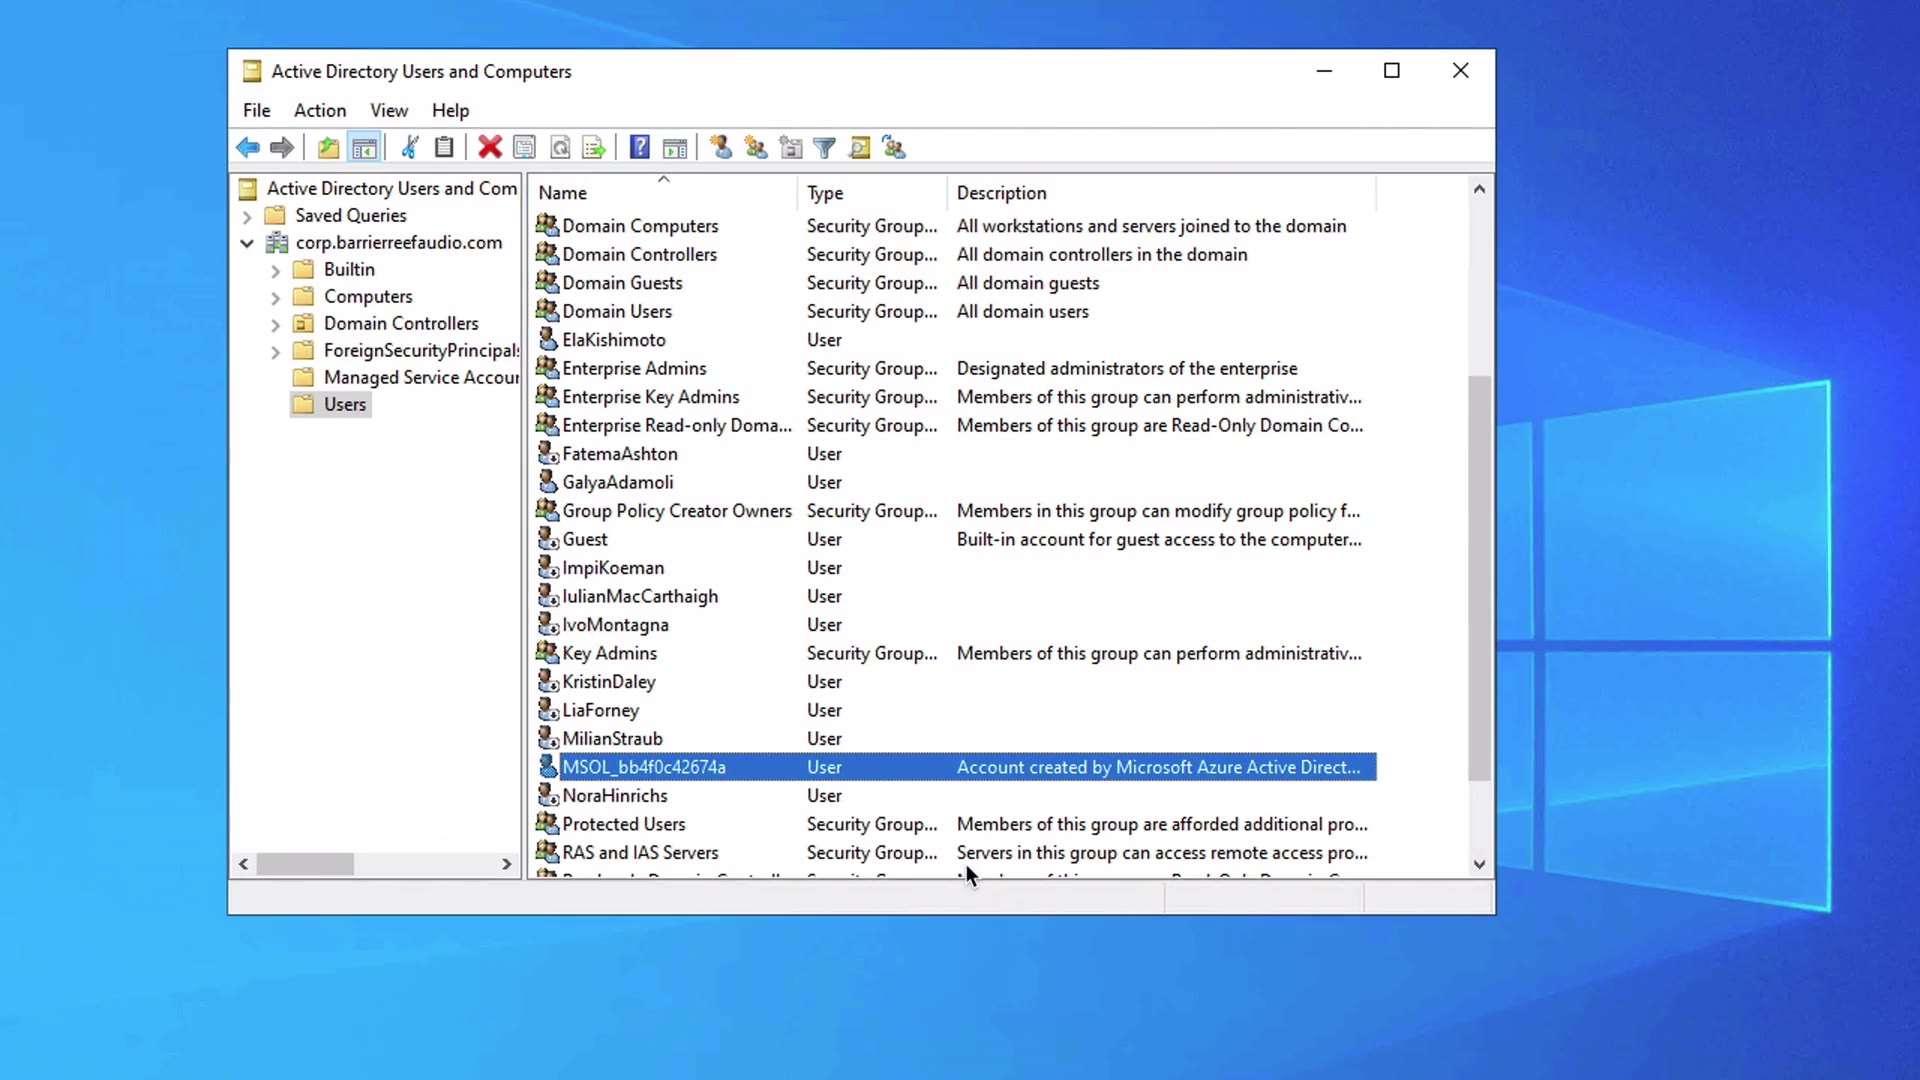 Active Directory Users and Computers
File Action View Help
Active Directory Users and Com
Saved Queries
corp.barrierreefaudio.com
Builtin
Computers
Domain Controllers
ForeignSecurityPrincipals
Managed Service Accour
Users
Name Type Description
Domain Computers Security Group... All workstations and servers joined to the domain
Domain Controllers Security Group... All domain controllers in the domain
Domain Guests Security Group... All domain guests
Domain Users Security Group... All domain users
ElaKishimoto User
Enterprise Admins Security Group... Designated administrators of the enterprise
Enterprise Key Admins Security Group... Members of this group can perform administrativ...
Enterprise Read-only Doma... Security Group... Members of this group are Read-Only Domain Co...
FatemaAshton User
GalyaAdamoli User
Group Policy Creator Owners Security Group... Members in this group can modify group policy f...
Guest User Built-in account for guest access to the computer...
ImpiKoeman User
IulianMacCarthaigh User
IvoMontagna User
Key Admins Security Group... Members of this group can perform administrativ...
KristinDaley User
LiaForney User
MilianStraub User
MSOL_bb4f0c42674a User Account created by Microsoft Azure Active Direct...
NoraHinrichs User
Protected Users Security Group... Members of this group are afforded additional pro...
RAS and IAS Servers Security Group... Servers in this group can access remote access pro...